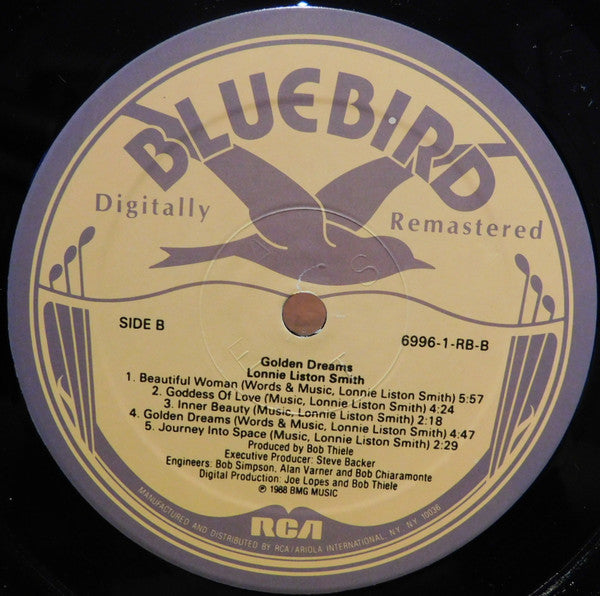 BLUEBIRD
Digitally Remastered
SIDE B
6996-1-RB-B
Golden Dreams
Lonnie Liston Smith
1. Beautiful Woman (Words & Music, Lonnie Liston Smith) 5:57
2. Goddess Of Love (Music, Lonnie Liston Smith) 4:24
3. Inner Beauty (Music, Lonnie Liston Smith) 2:18
4. Golden Dreams (Words & Music, Lonnie Liston Smith) 4:47
5. Journey Into Space (Music, Lonnie Liston Smith) 2:29
Produced by Bob Thiele
Executive Producer: Steve Backer
Engineers: Bob Simpson, Alan Varner and Bob Chiaramonte
Digital Production: Joe Lopes and Bob Thiele
℗ 1988 BMG MUSIC
RCA
MANUFACTURED AND DISTRIBUTED BY RCA/ARIOLA INTERNATIONAL, N.Y. N.Y. 10036